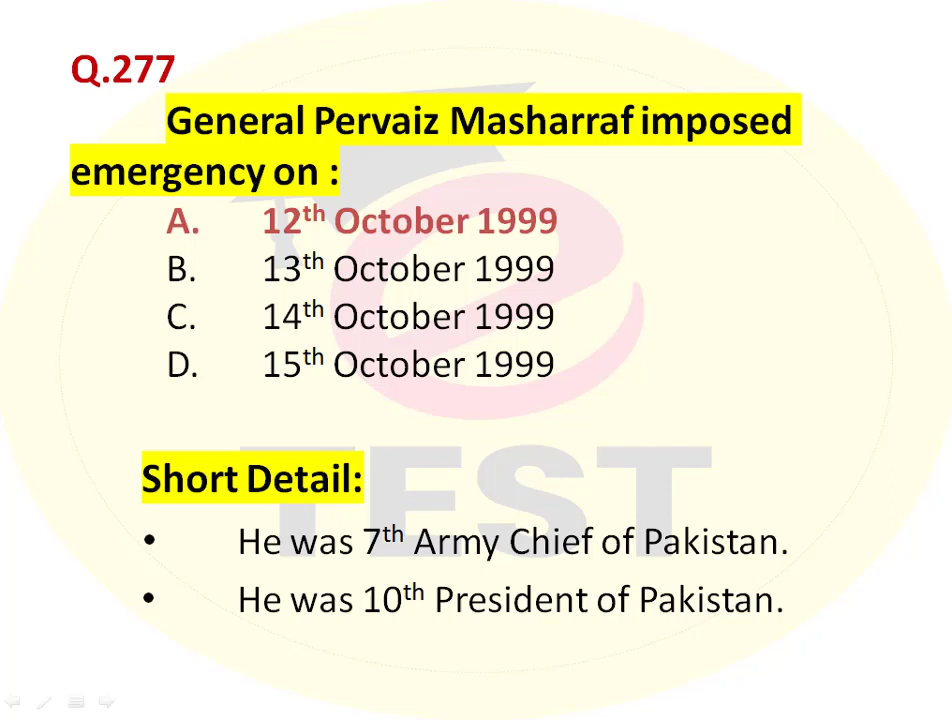 Q.277
General Pervaiz Masharraf imposed
emergency on :
A. 12th October 1999
B. 13th October 1999
C. 14th October 1999
D. 15th October 1999
e
TEST
Short Detail:
• He was 7th Army Chief of Pakistan.
• He was 10th President of Pakistan.